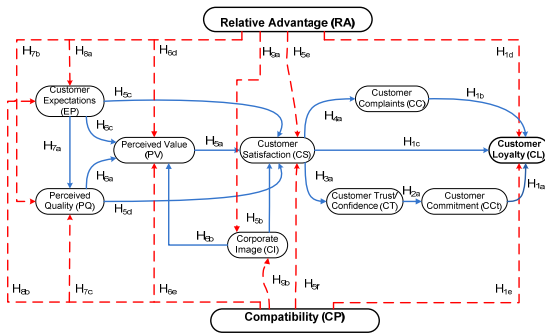 Relative Advantage (RA)
H7b
H8a
H6d
H9a
H5e
H1d
Customer
Expectations
(EP)
H5c
Customer
Complaints (CC)
H1b
H6c
H4a
H7a
Perceived Value
(PV)
H5a
Customer
Satisfaction (CS)
H1c
Customer
Loyalty (CL)
H6a
H3a
Perceived
Quality (PQ)
H5d
Customer Trust/
Confidence (CT)
H2a
Customer
Commitment (CCt)
H1a
H5b
H6b
Corporate
Image (CI)
H8b
H7c
H6e
H9b
H5f
H1e
Compatibility (CP)